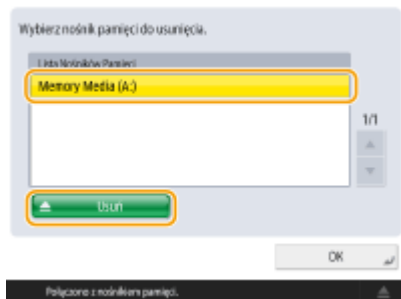 Wybierz nośnik pamięci do usunięcia.
Lista Nośników Pamięci
Memory Media (A:)
1/1
Usuń
OK
Połączono z nośnikiem pamięci.